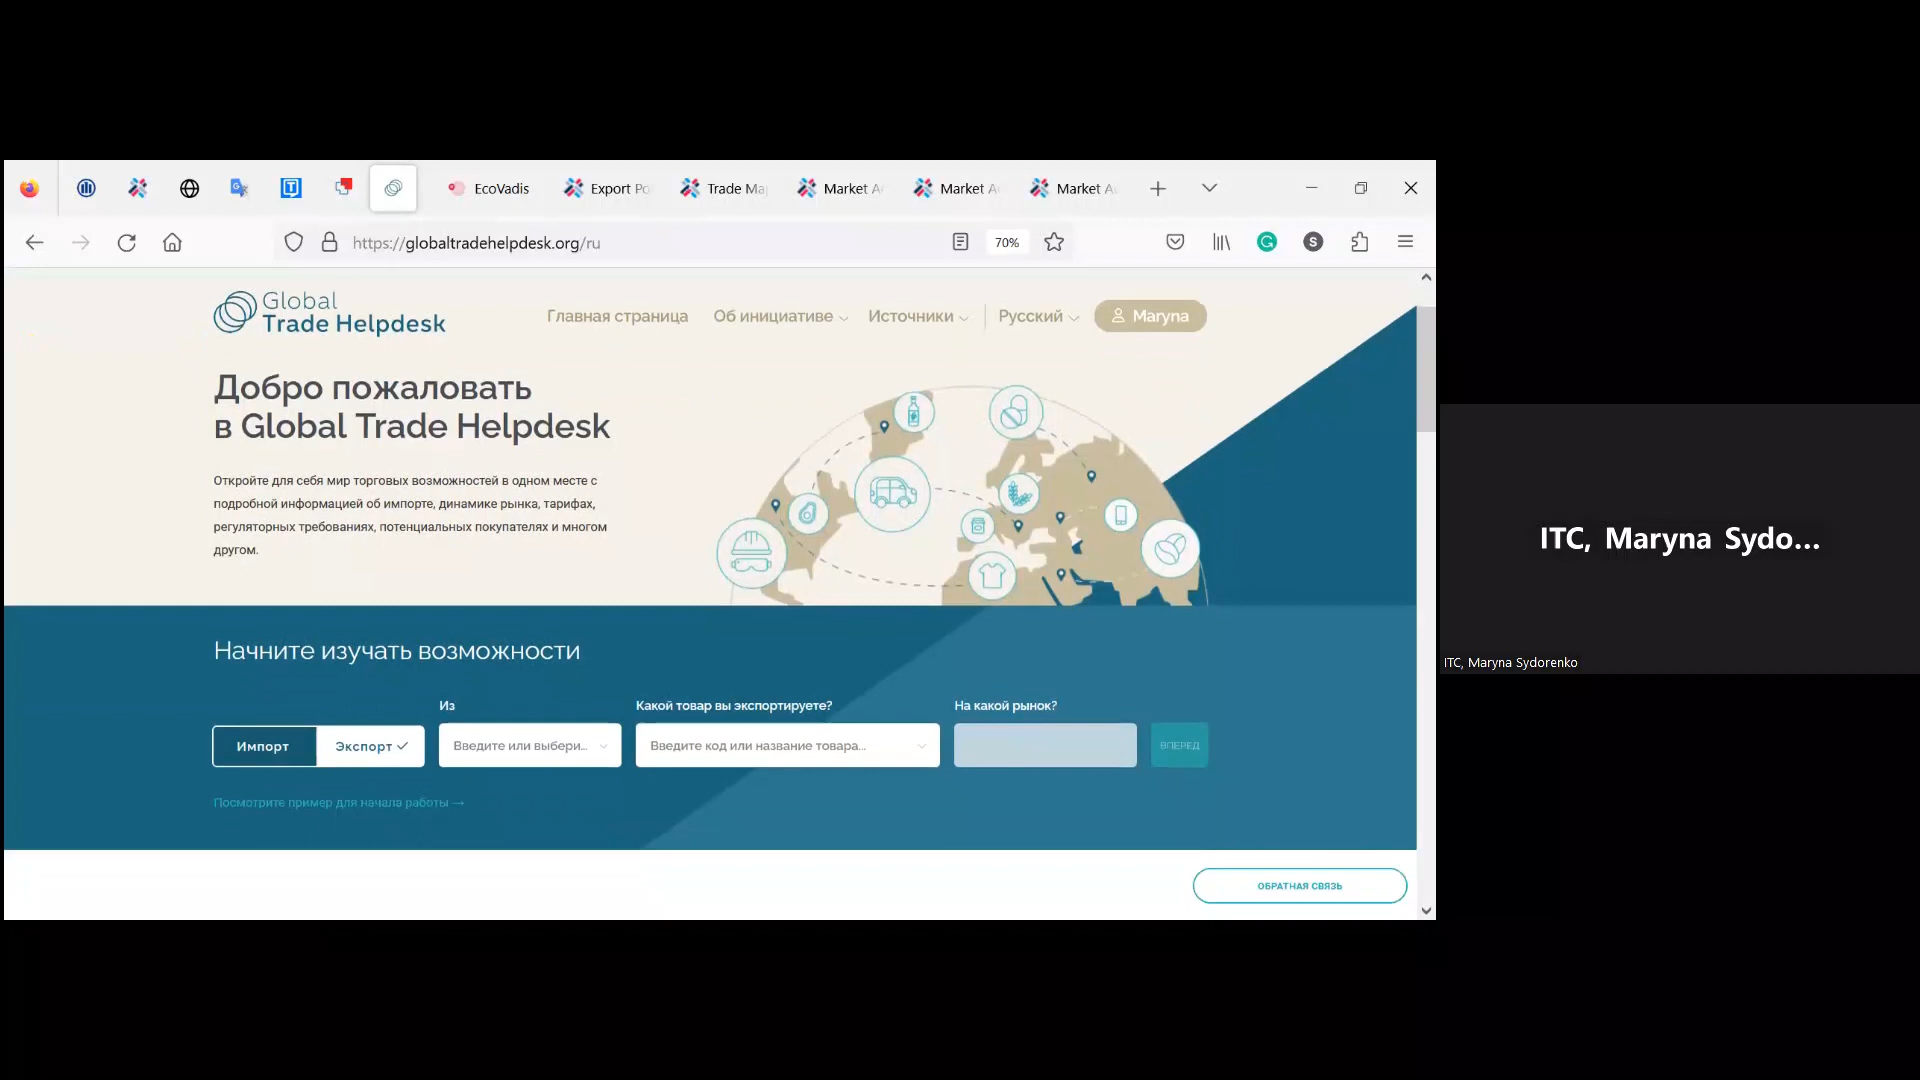 EcoVadis
Export Po
Trade Ma
Market A
Market A
Market A
https://globaltradehelpdesk.org/ru
70%
S
Global
Trade Helpdesk
Главная страница
Об инициативе
Источники
Русский
Maryna
Добро пожаловать
в Global Trade Helpdesk
Откройте для себя мир торговых возможностей в одном месте с
подробной информацией об импорте, динамике рынка, тарифах,
регуляторных требованиях, потенциальных покупателях и многом
другом.
Начните изучать возможности
Из
Какой товар вы экспортируете?
На какой рынок?
Импорт
Экспорт
Введите или выбери...
Введите код или название товара...
ВПЕРЕД
Посмотрите пример для начала работы →
ОБРАТНАЯ СВЯЗЬ
ITC, Maryna Sydo...
ITC, Maryna Sydorenko